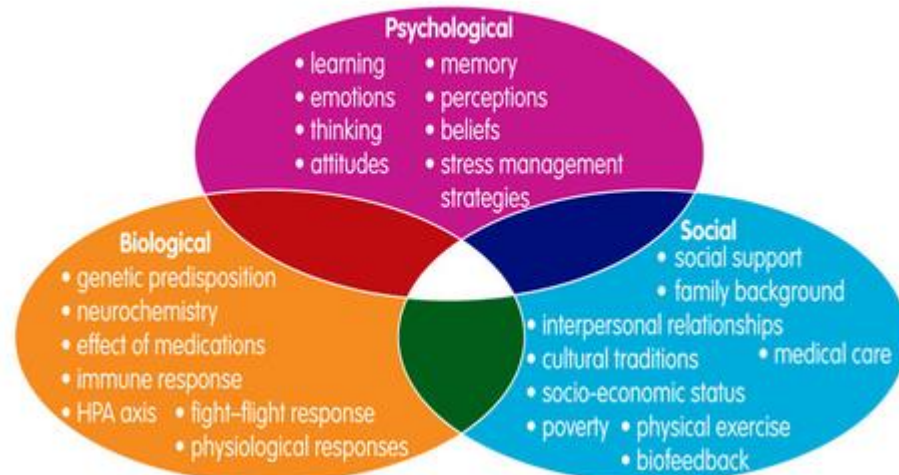 Psychological
• learning
• emotions
• thinking
• attitudes
• memory
• perceptions
• beliefs
• stress management
strategies
Biological
• genetic predisposition
• neurochemistry
• effect of medications
• immune response
• HPA axis • fight–flight response
• physiological responses
Social
• social support
• family background
• interpersonal relationships
• cultural traditions • medical care
• socio-economic status
• poverty • physical exercise
• biofeedback